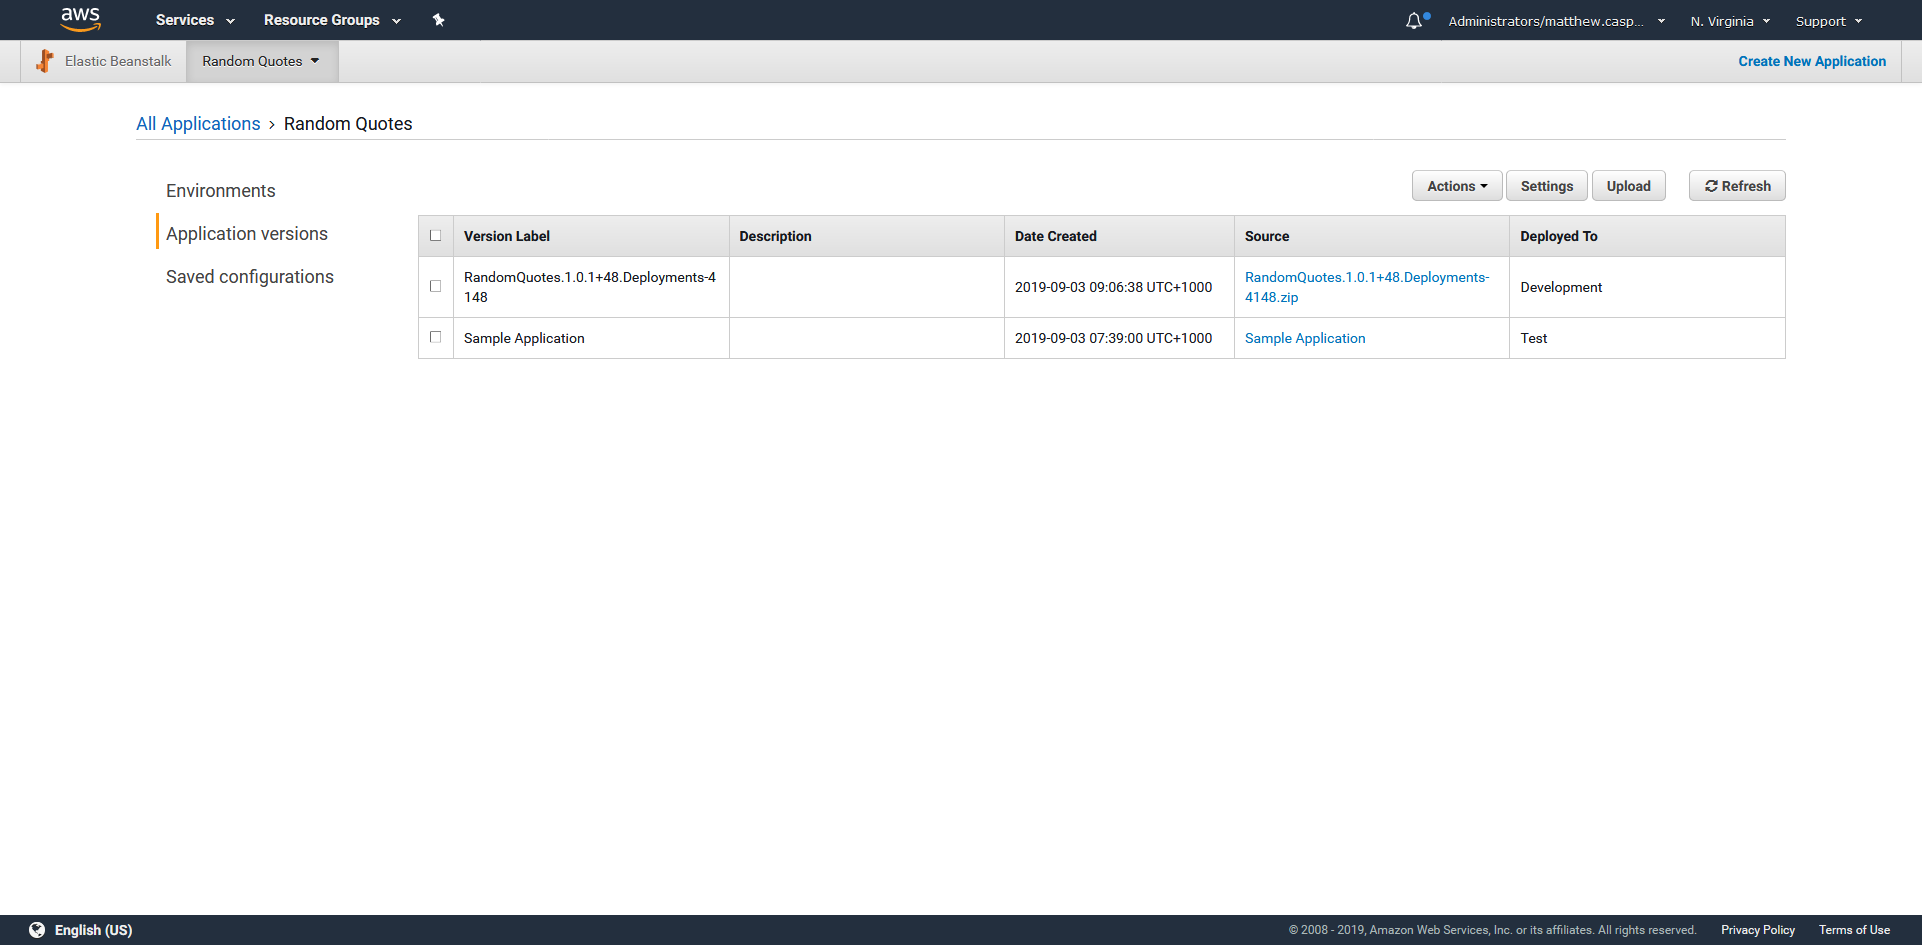 aws Services Resource Groups Administrators/matthew.casp... N. Virginia Support
Elastic Beanstalk Random Quotes Create New Application
All Applications › Random Quotes
Environments
Application versions
Saved configurations
Actions Settings Upload Refresh
Version Label Description Date Created Source Deployed To
RandomQuotes.1.0.1+48.Deployments-4
148
2019-09-03 09:06:38 UTC+1000
RandomQuotes.1.0.1+48.Deployments-
4148.zip
Development
Sample Application 2019-09-03 07:39:00 UTC+1000 Sample Application Test
English (US) © 2008 - 2019, Amazon Web Services, Inc. or its affiliates. All rights reserved. Privacy Policy Terms of Use